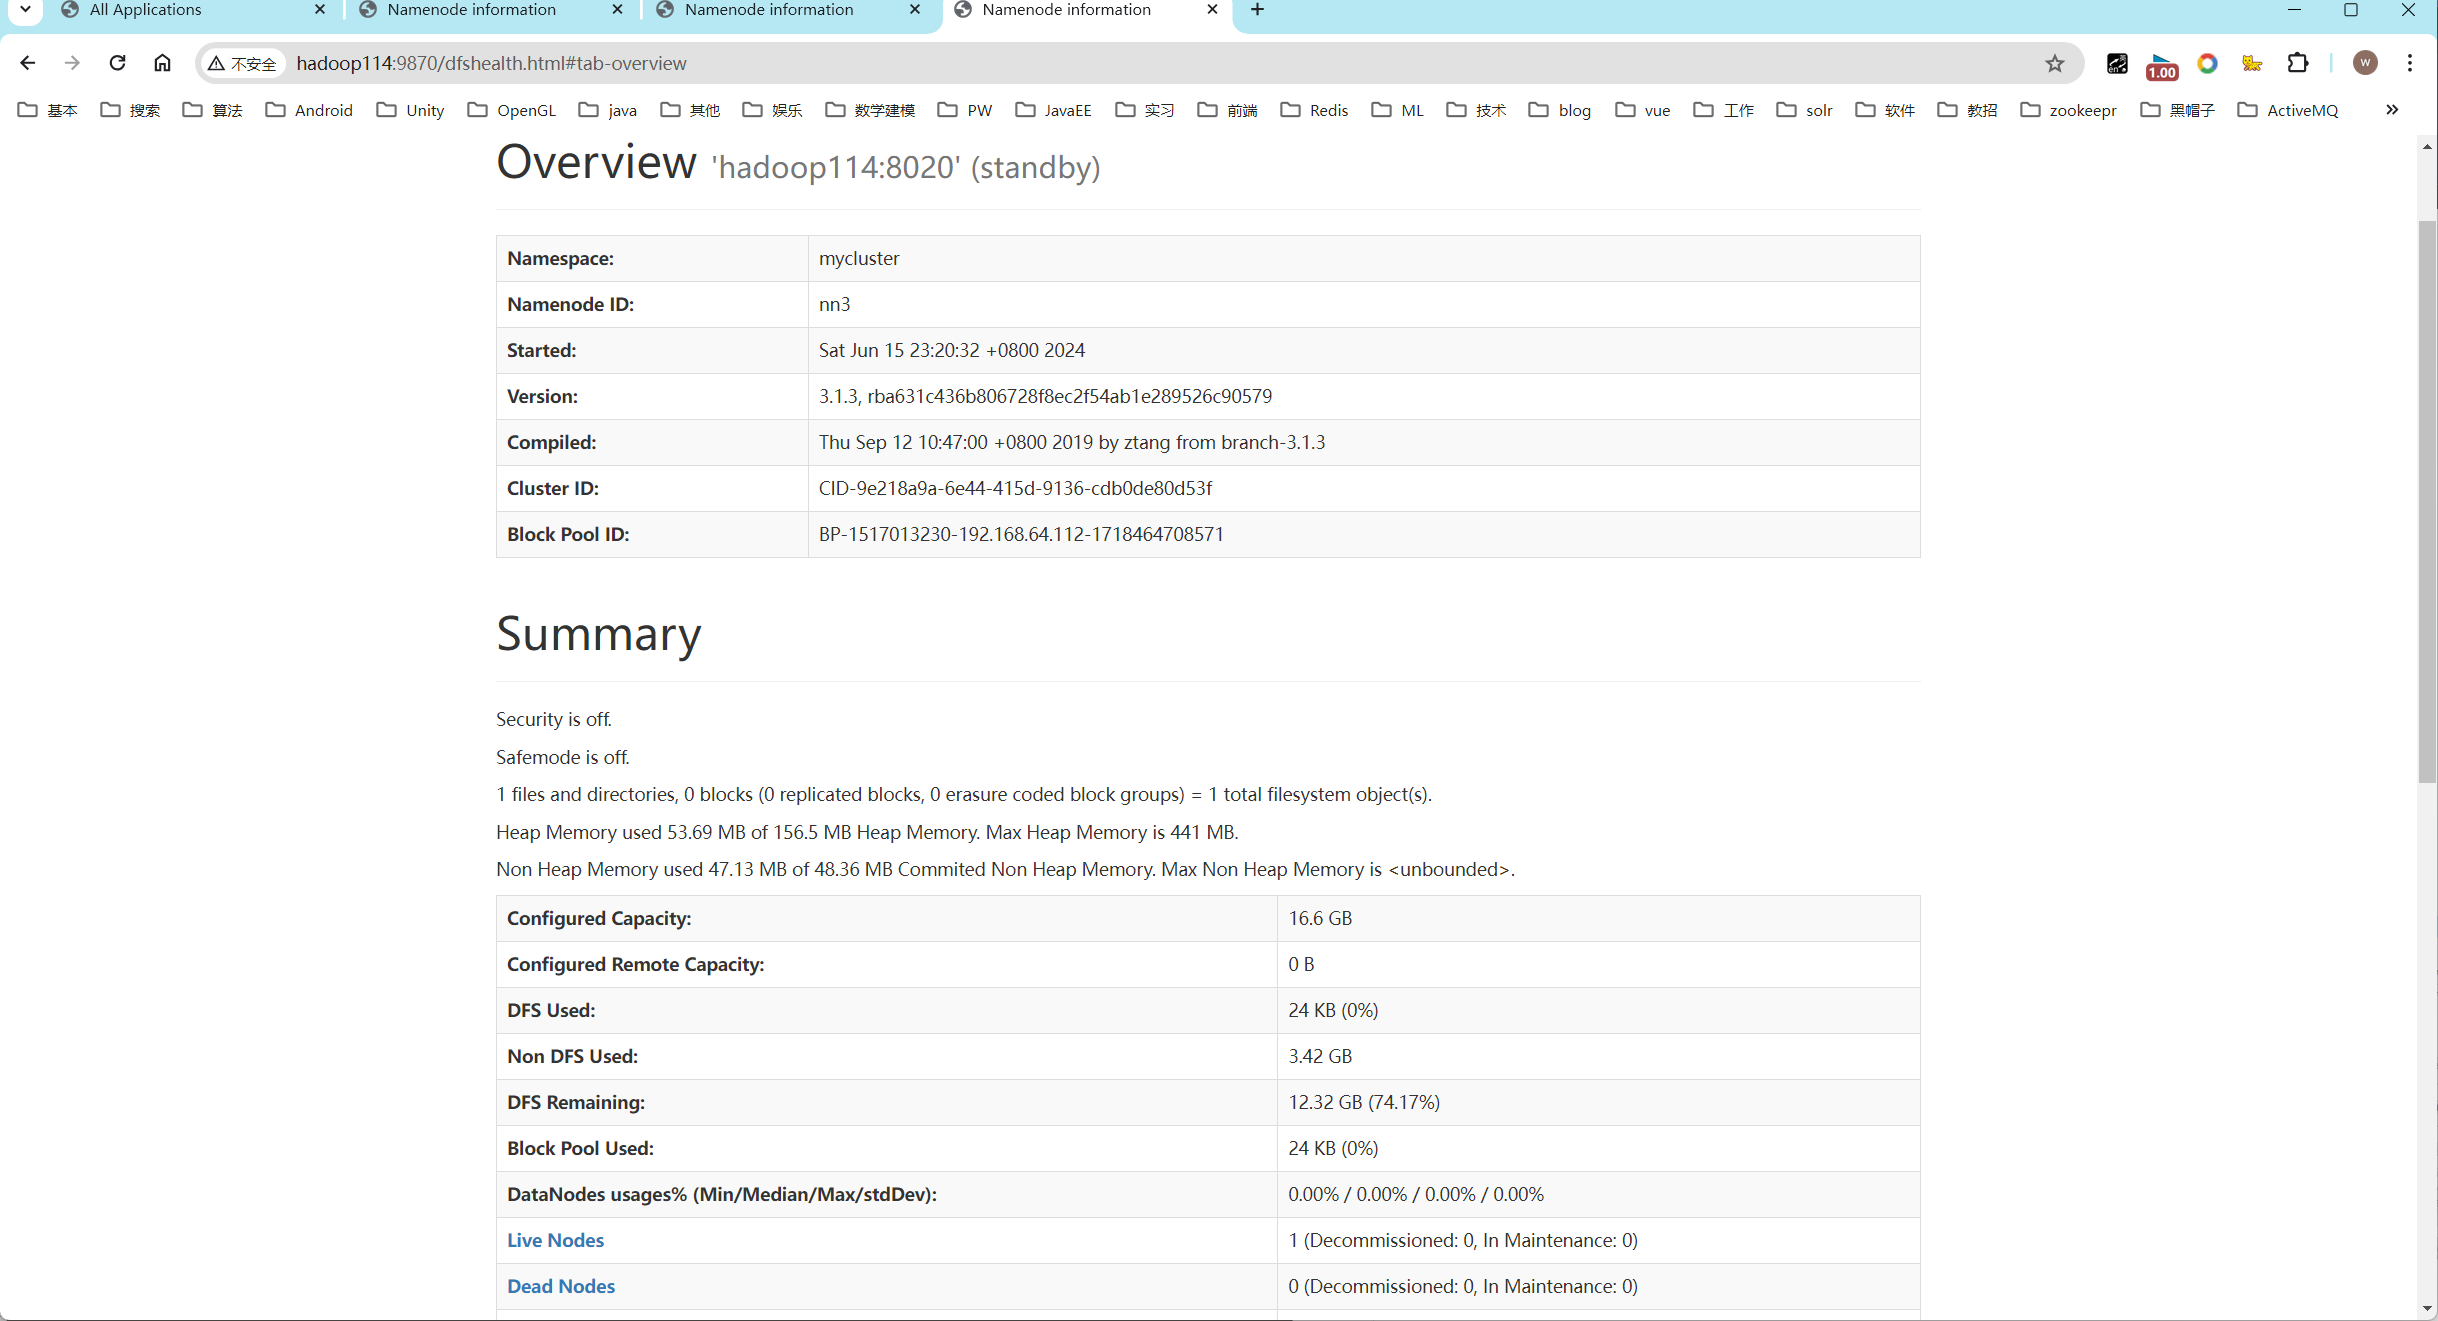 All Applications
Namenode information
Namenode information
Namenode information
不安全 hadoop114:9870/dfshealth.html#tab-overview
en 英 1.00 W
基本 搜索 算法 Android Unity OpenGL java 其他 娱乐 数学建模 PW JavaEE 实习 前端 Redis ML 技术 blog vue 工作 solr 软件 教招 zookeepr 黑帽子 ActiveMQ
Overview 'hadoop114:8020' (standby)
Namespace: mycluster
Namenode ID: nn3
Started: Sat Jun 15 23:20:32 +0800 2024
Version: 3.1.3, rba631c436b806728f8ec2f54ab1e289526c90579
Compiled: Thu Sep 12 10:47:00 +0800 2019 by ztang from branch-3.1.3
Cluster ID: CID-9e218a9a-6e44-415d-9136-cdb0de80d53f
Block Pool ID: BP-1517013230-192.168.64.112-1718464708571
Summary
Security is off.
Safemode is off.
1 files and directories, 0 blocks (0 replicated blocks, 0 erasure coded block groups) = 1 total filesystem object(s).
Heap Memory used 53.69 MB of 156.5 MB Heap Memory. Max Heap Memory is 441 MB.
Non Heap Memory used 47.13 MB of 48.36 MB Commited Non Heap Memory. Max Non Heap Memory is <unbounded>.
Configured Capacity: 16.6 GB
Configured Remote Capacity: 0 B
DFS Used: 24 KB (0%)
Non DFS Used: 3.42 GB
DFS Remaining: 12.32 GB (74.17%)
Block Pool Used: 24 KB (0%)
DataNodes usages% (Min/Median/Max/stdDev): 0.00% / 0.00% / 0.00% / 0.00%
Live Nodes 1 (Decommissioned: 0, In Maintenance: 0)
Dead Nodes 0 (Decommissioned: 0, In Maintenance: 0)